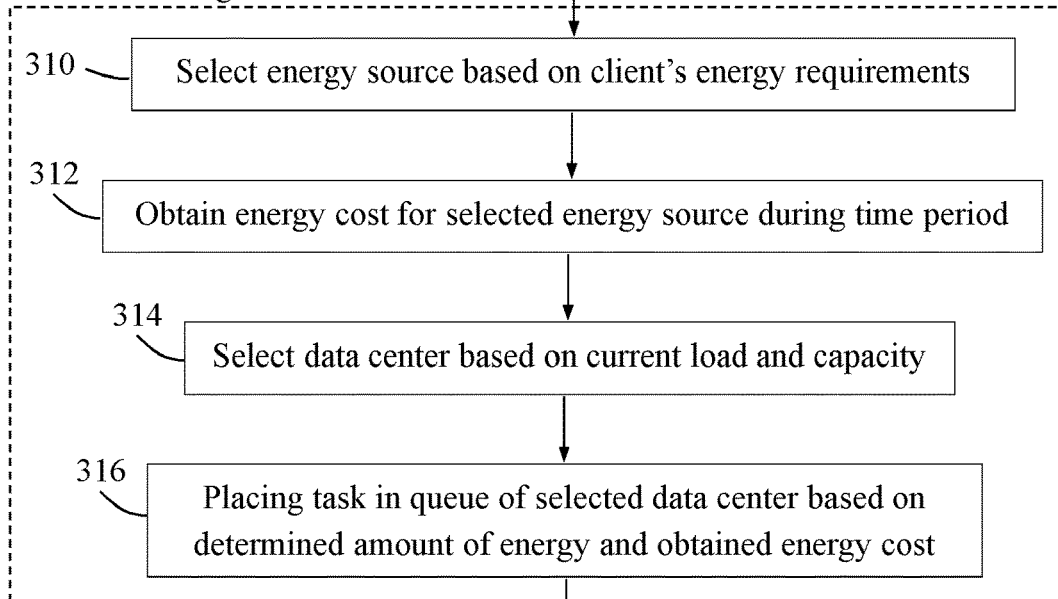 310
Select energy source based on client’s energy requirements
312
Obtain energy cost for selected energy source during time period
314
Select data center based on current load and capacity
316
Placing task in queue of selected data center based on
determined amount of energy and obtained energy cost